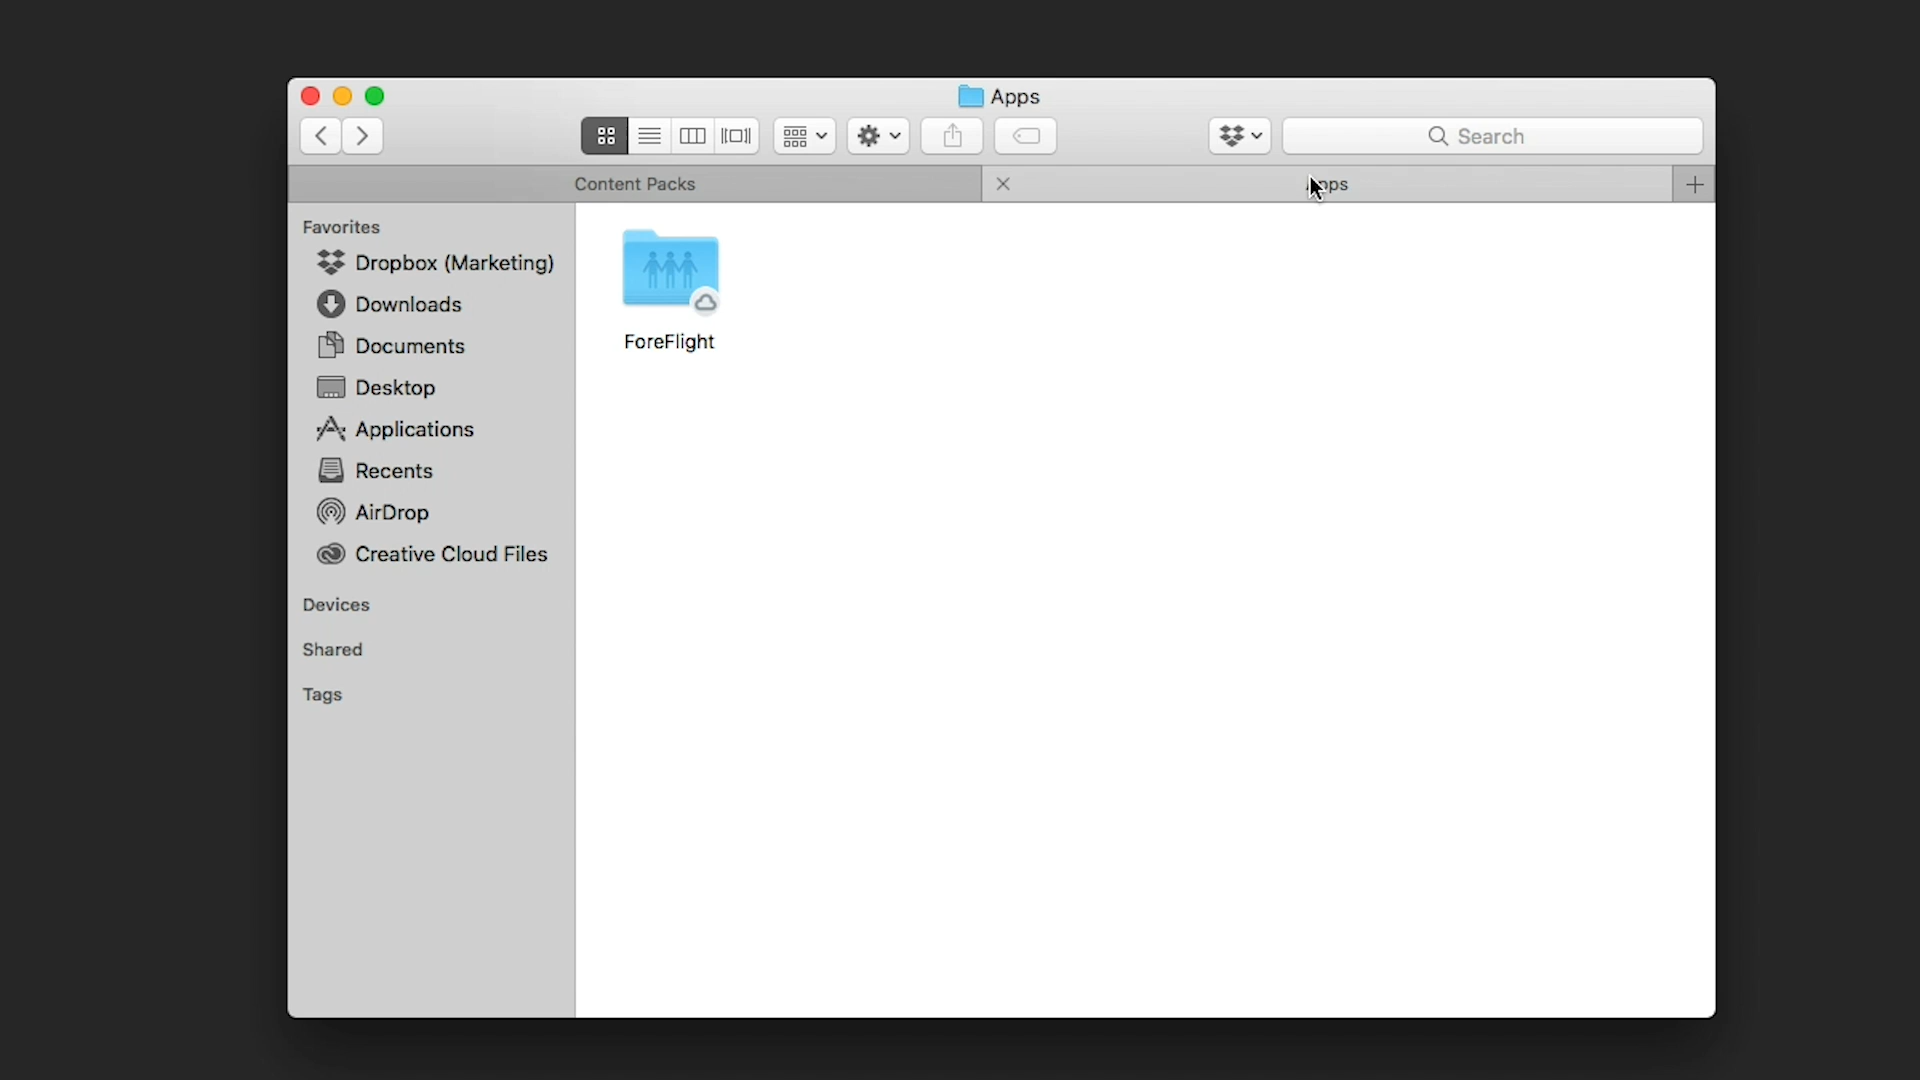 Apps
Search
Content Packs
Favorites
Dropbox (Marketing)
Downloads
Documents
Desktop
Applications
Recents
AirDrop
Creative Cloud Files
Devices
Shared
Tags
ForeFlight